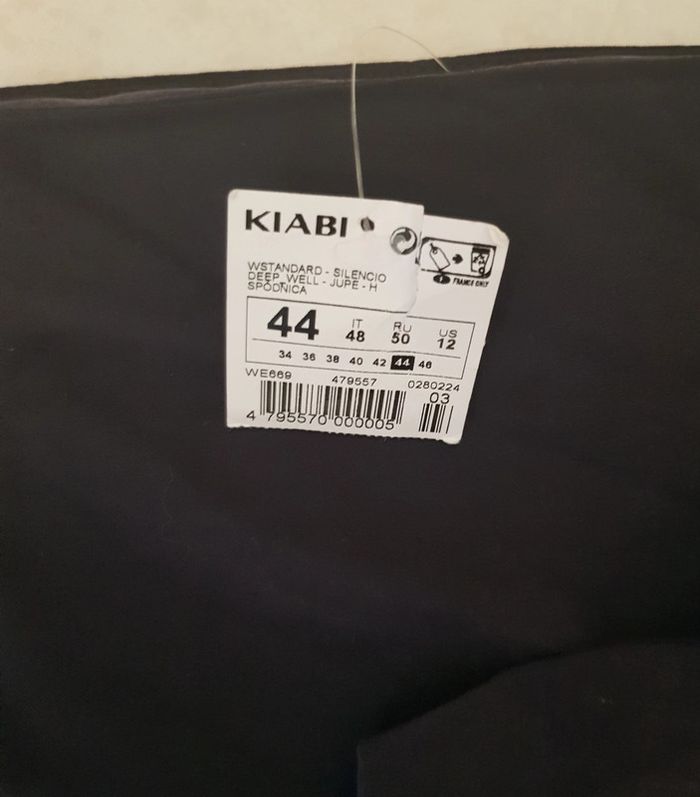 KIABI
FRANCE ONLY
WSTANDARD - SILENCIO
DEEP_WELL - JUPE - H
SPÓDNICA
44 IT 48 RU 50 US 12
34 36 38 40 42 44 46
WE669 479557 0280224
03
4 795570 000005